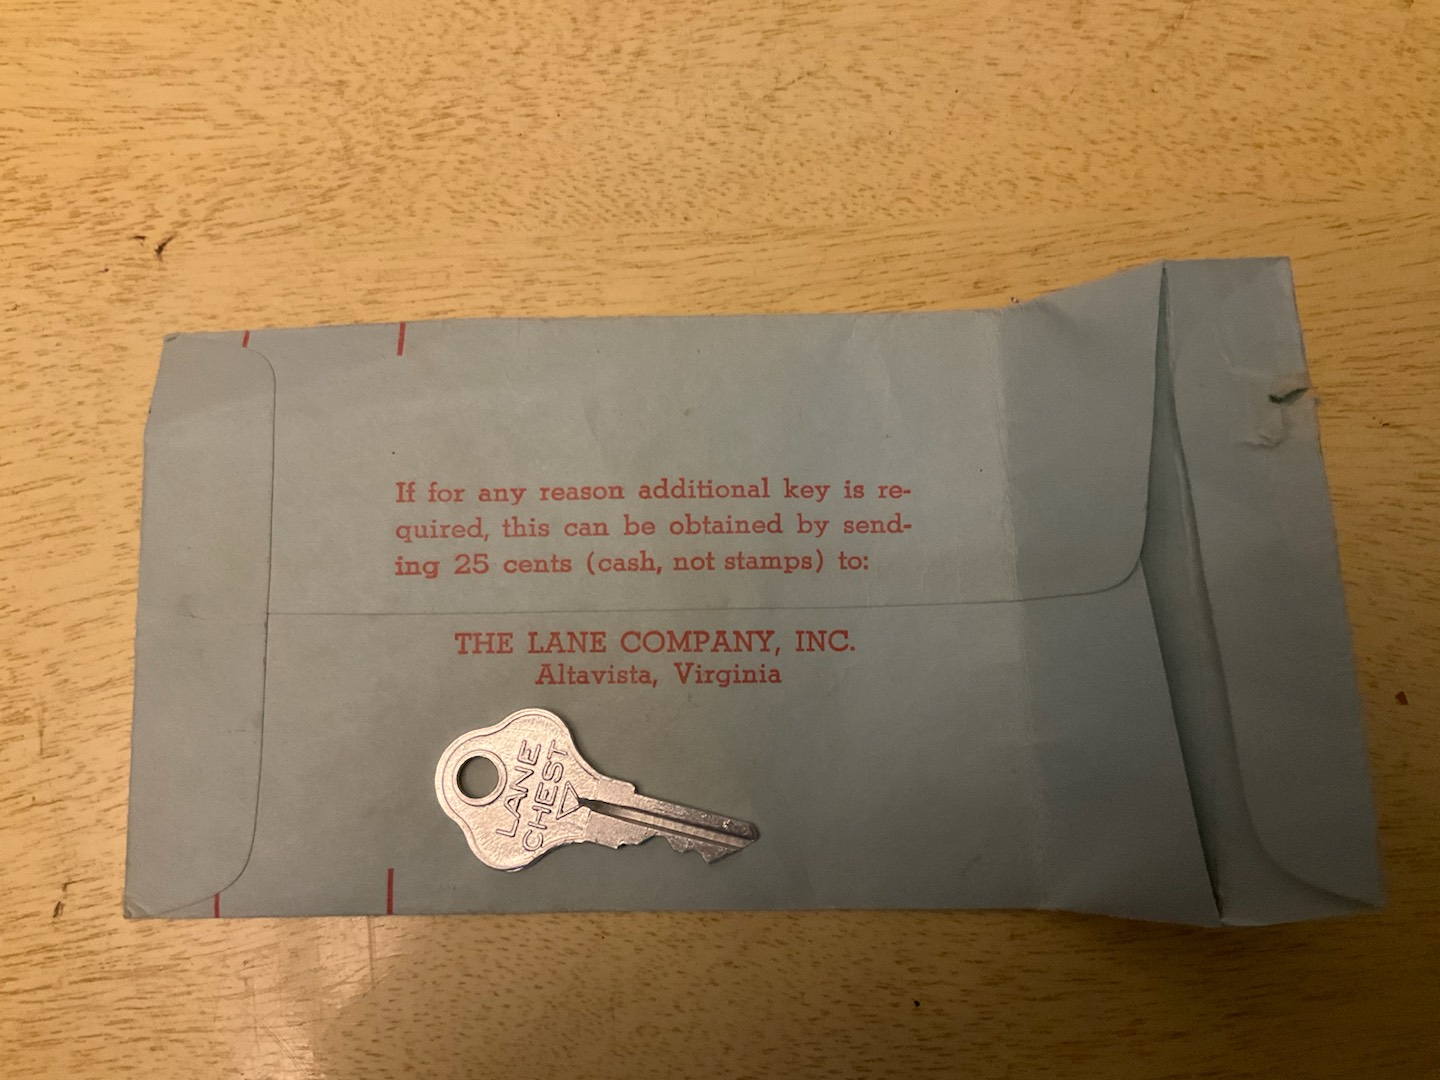 If for any reason additional key is re-
quired, this can be obtained by send-
ing 25 cents (cash, not stamps) to:
THE LANE COMPANY, INC.
Altavista, Virginia
LANE
CHEST